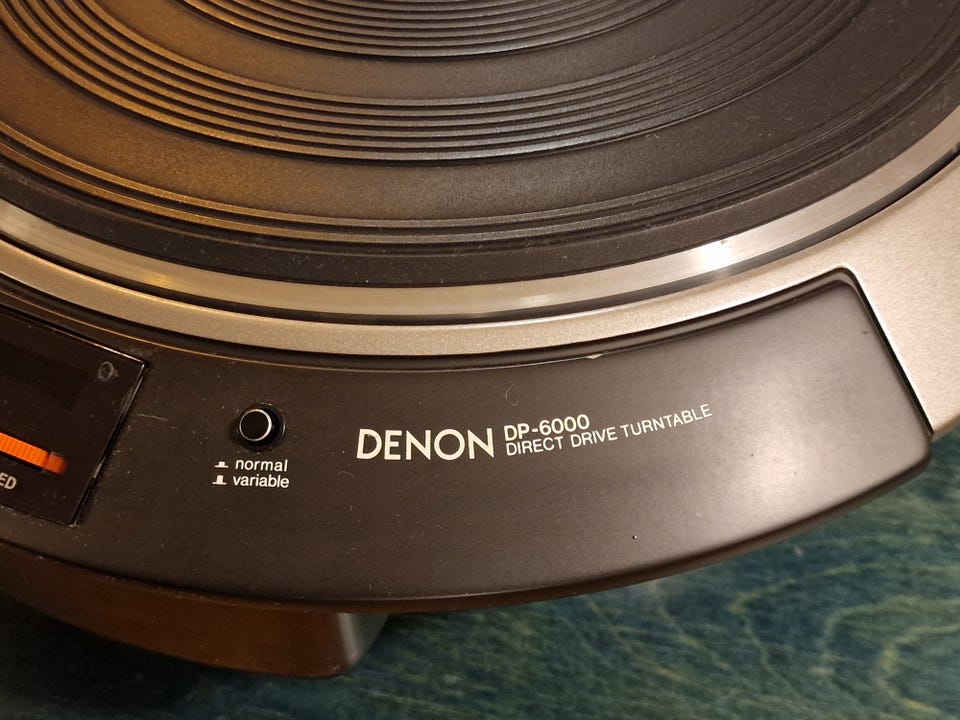 DENON DP-6000
DIRECT DRIVE TURNTABLE
normal
variable
ED